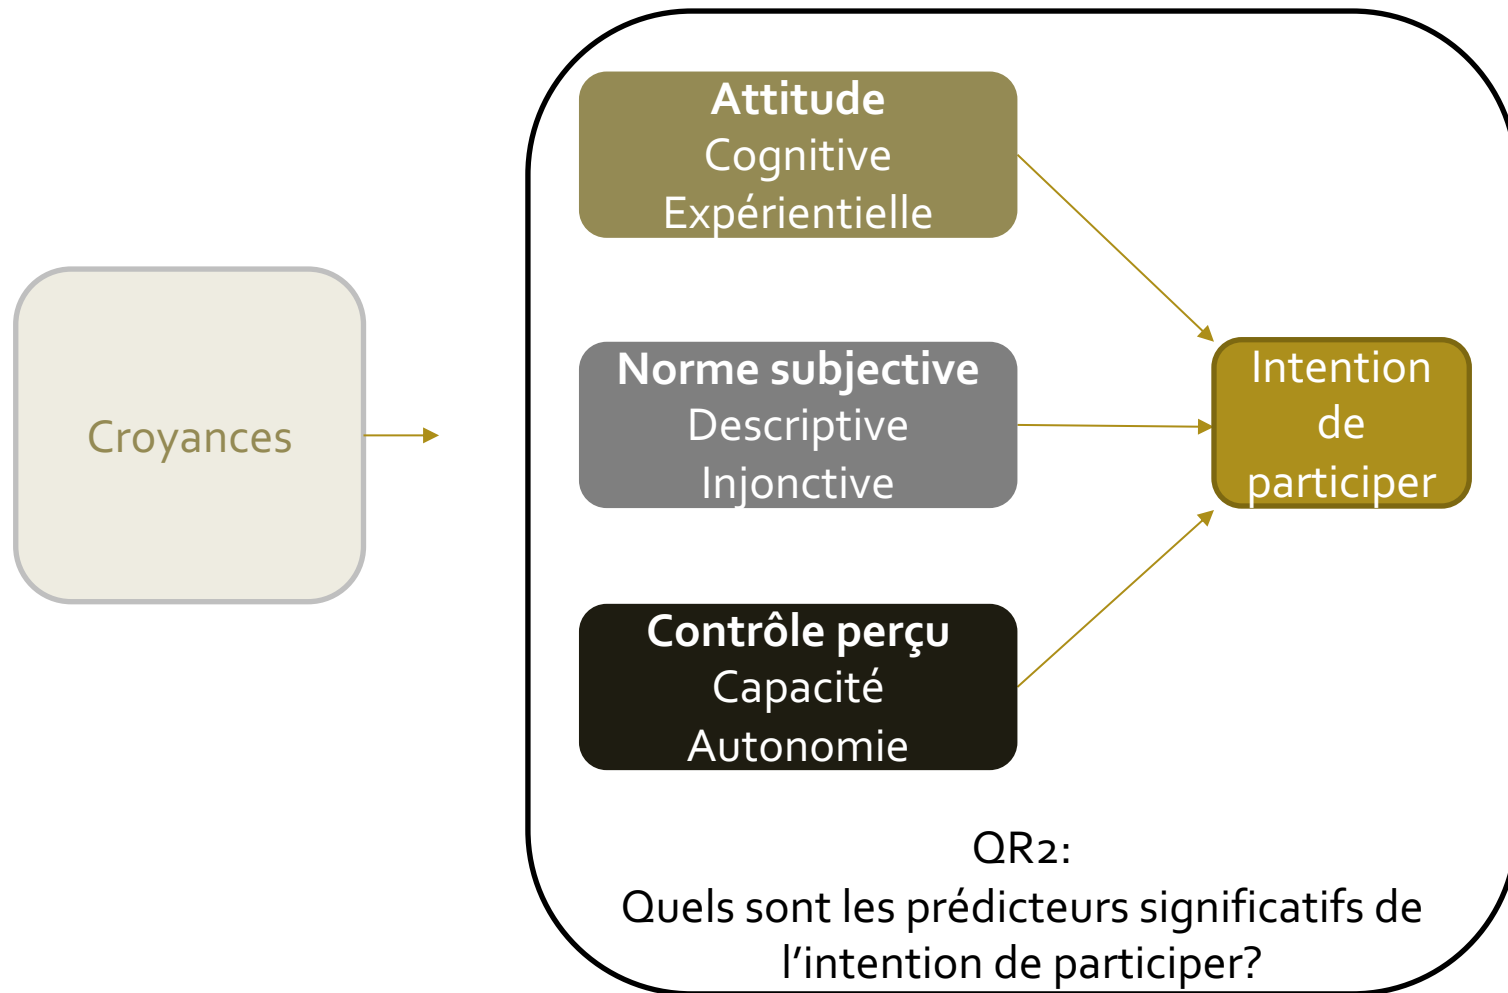 Croyances
Attitude
Cognitive
Expérientielle
Norme subjective
Descriptive
Injonctive
Contrôle perçu
Capacité
Autonomie
Intention
de
participer
QR2:
Quels sont les prédicteurs significatifs de
l'intention de participer?